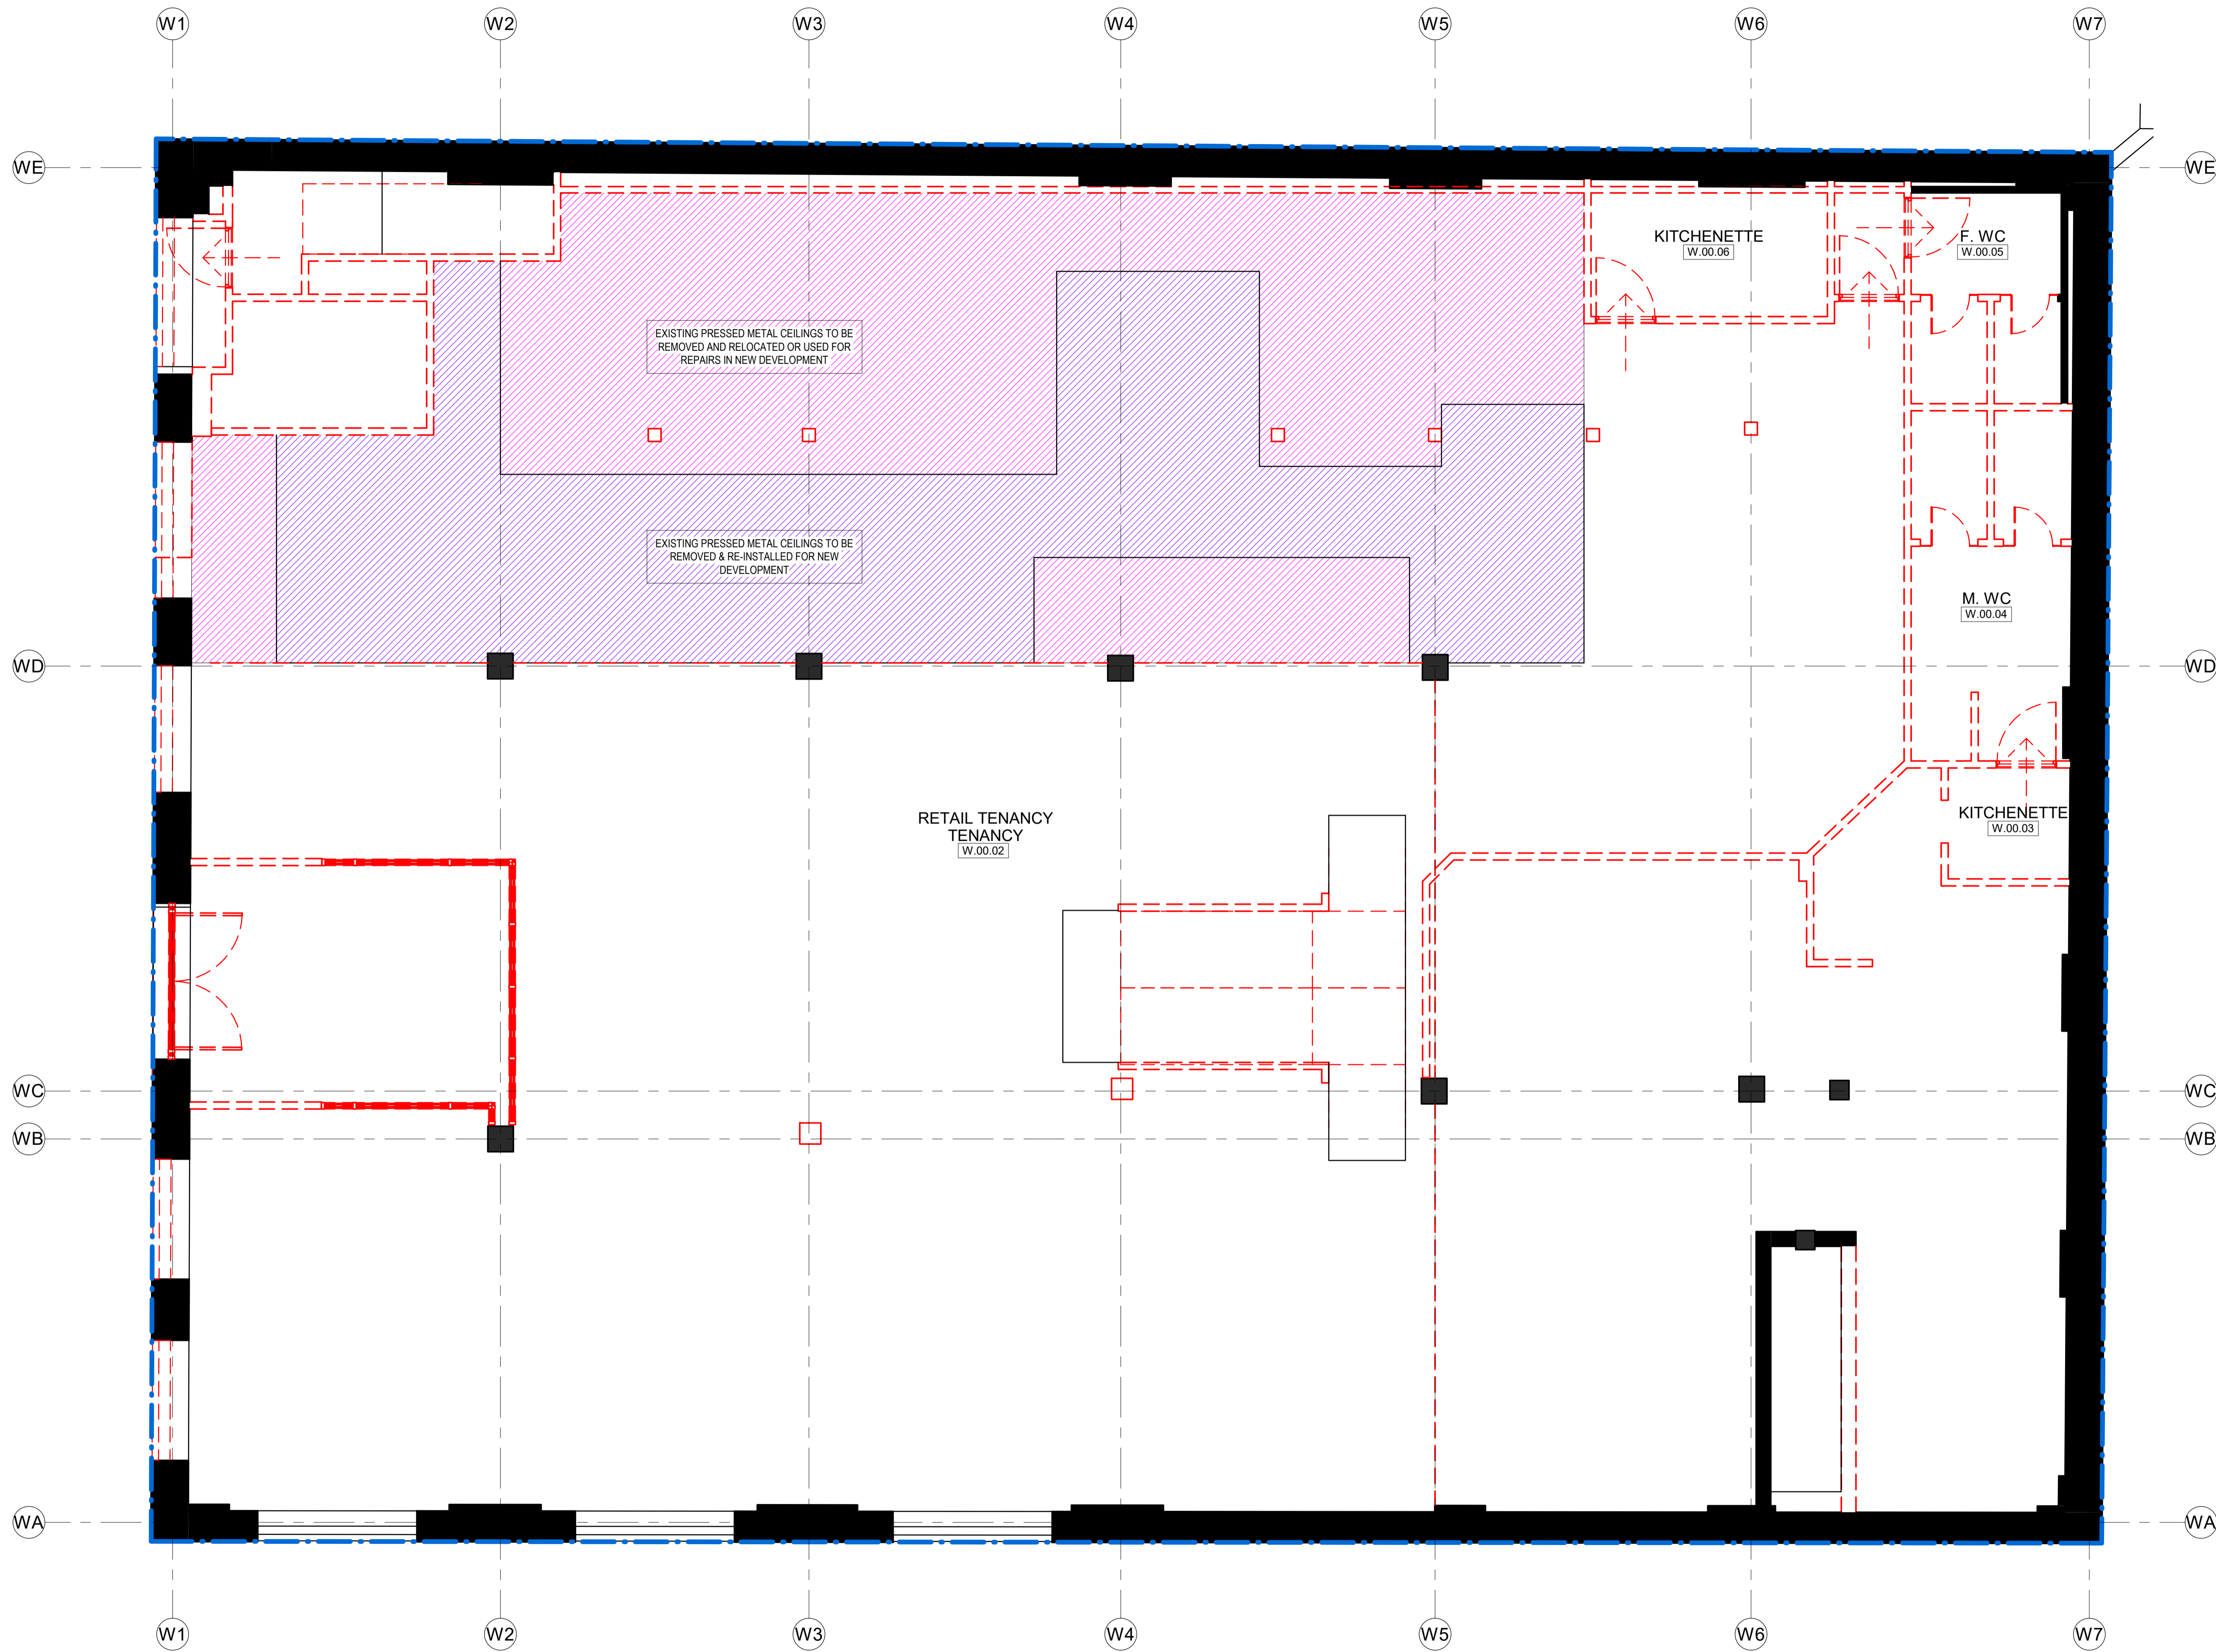 W1
W2
W3
W4
W5
W6
W7
WE
WE
KITCHENETTE
W.00.06
F. WC
W.00.05
EXISTING PRESSED METAL CEILINGS TO BE
REMOVED AND RELOCATED OR USED FOR
REPAIRS IN NEW DEVELOPMENT
EXISTING PRESSED METAL CEILINGS TO BE
REMOVED & RE-INSTALLED FOR NEW
DEVELOPMENT
M. WC
W.00.04
WD
WD
RETAIL TENANCY
TENANCY
W.00.02
KITCHENETTE
W.00.03
WC
WC
WB
WB
WA
WA
W1
W2
W3
W4
W5
W6
W7